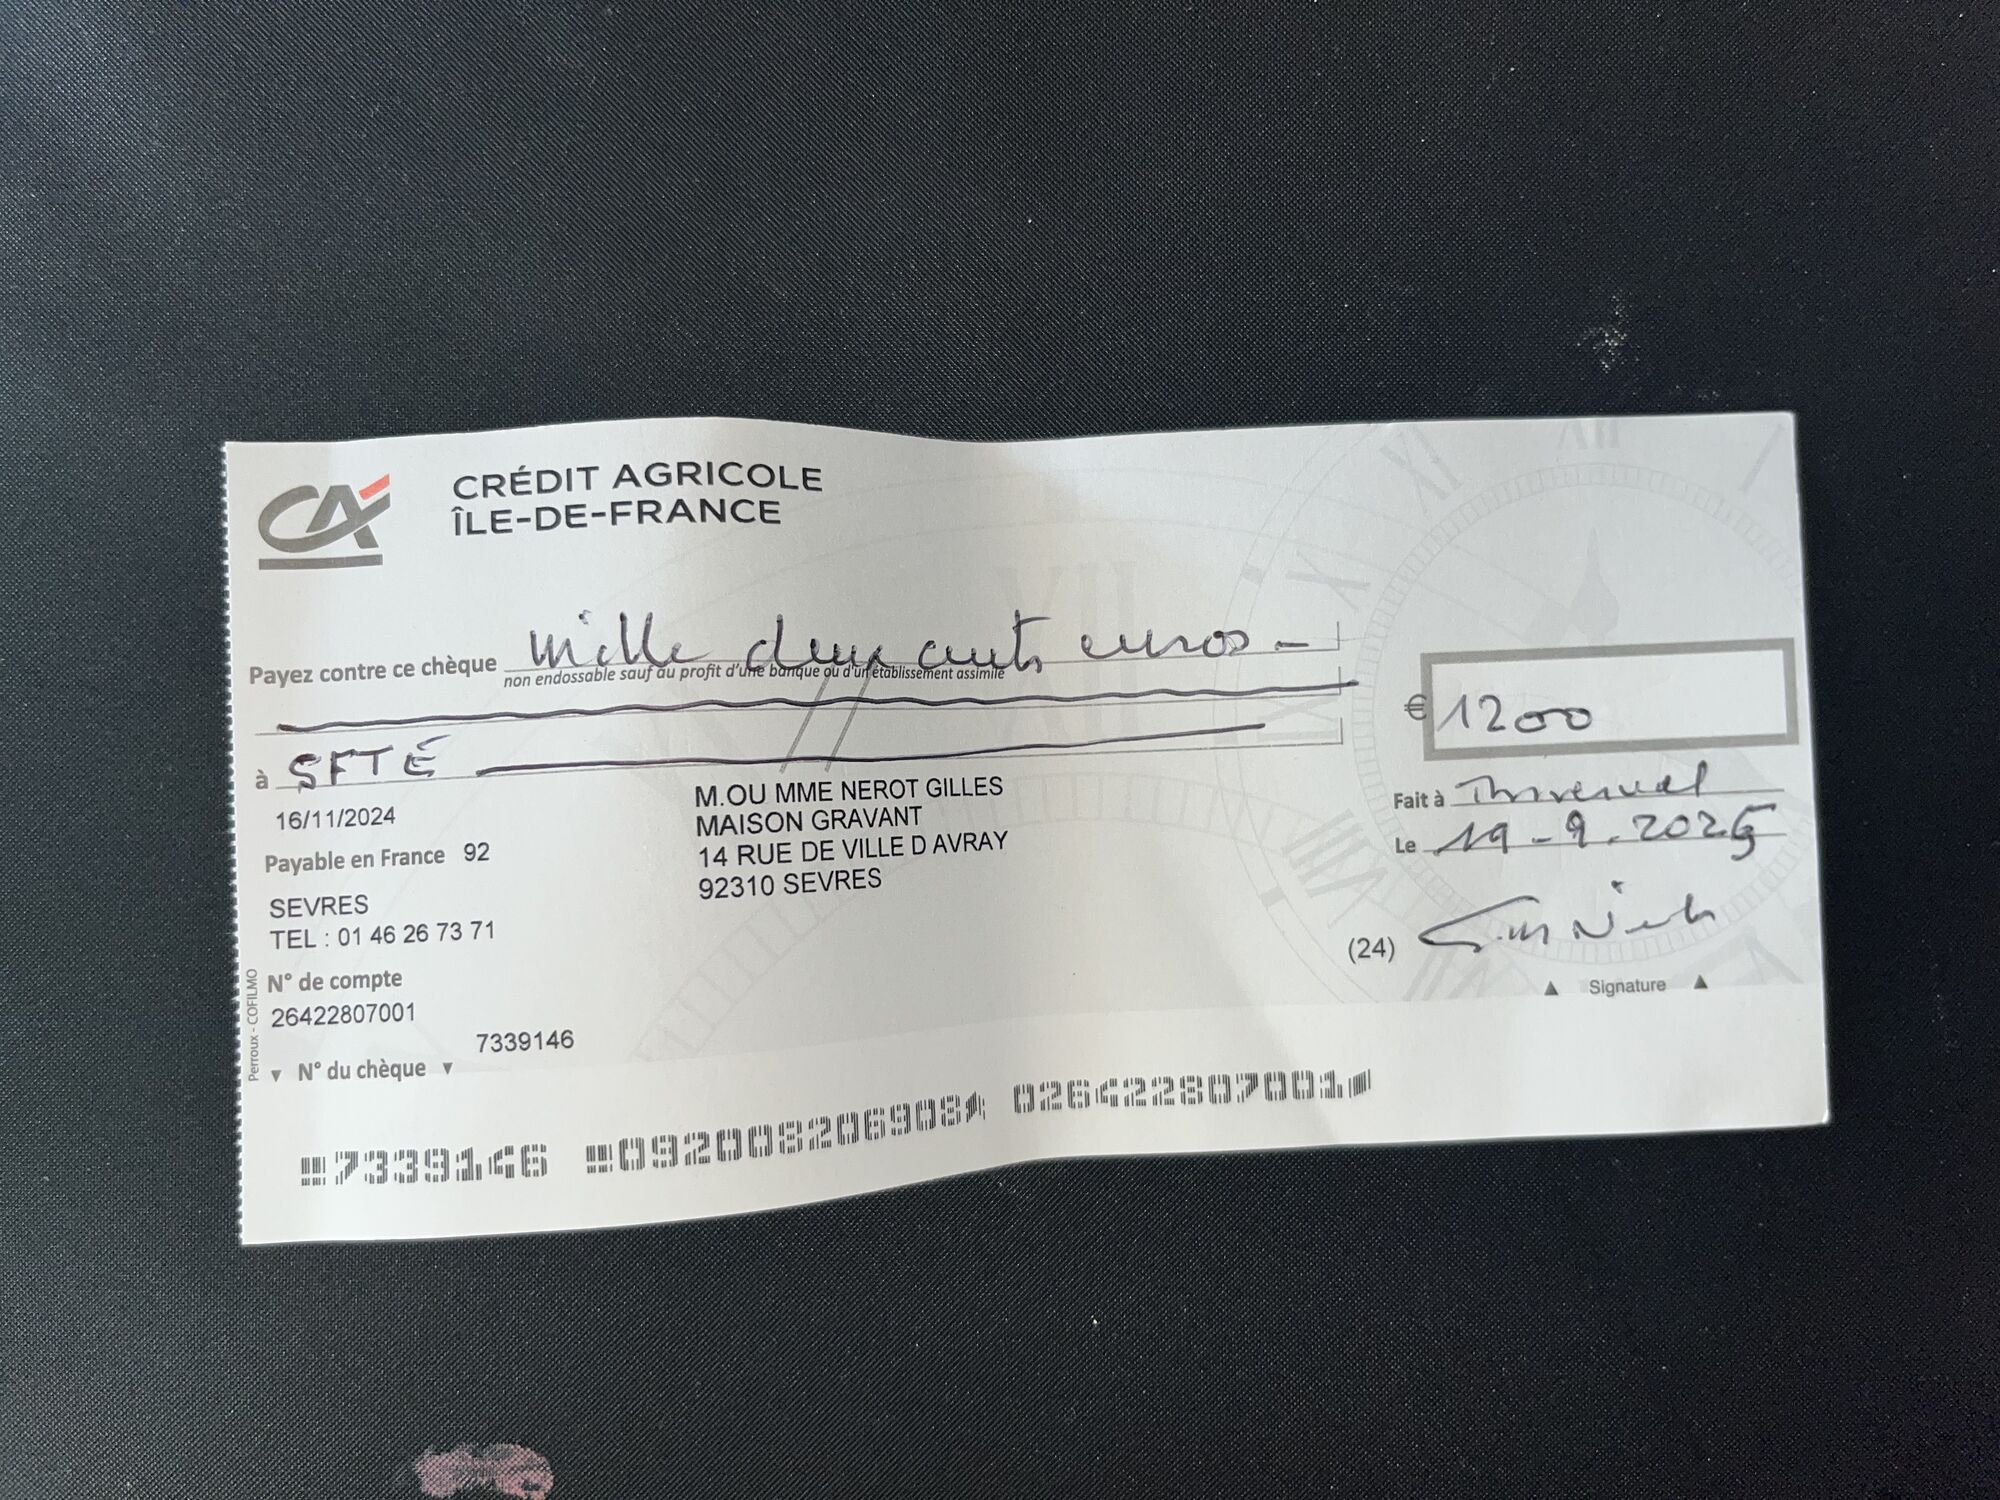 CA
CRÉDIT AGRICOLE
ÎLE-DE-FRANCE
Payez contre ce chèque mille deux cents euros -
non endossable sauf au profit d'une banque ou d'un établissement assimilé
€ 1200
à SFTÉ
16/11/2024
Payable en France 92
SEVRES
TEL : 01 46 26 73 71
N° de compte
26422807001
7339146
▼ N° du chèque ▼
Perroux - COFILMO
M.OU MME NEROT GILLES
MAISON GRAVANT
14 RUE DE VILLE D AVRAY
92310 SEVRES
Fait à
Le 19-9.2025
(24)
▲ Signature ▲
7339146 092008206908 026422807001